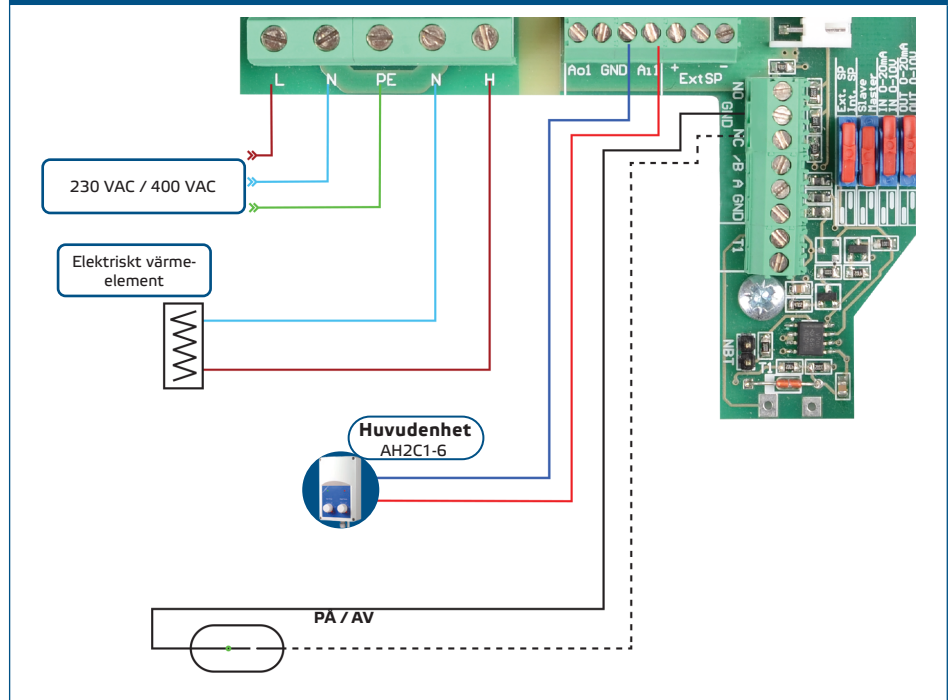 L N PE N H
Ao1 GND Ai1 + ExtSP -
NO GND NC /B A GND T1
Ext. SP
Int. SP
Slave
Master
IN 0-20mA
IN 0-10V
OUT 0-20mA
OUT 0-10V
230 VAC / 400 VAC
Elektriskt värme-
element
NBT
T1
Huvudenhet
AH2C1-6
PÅ / AV